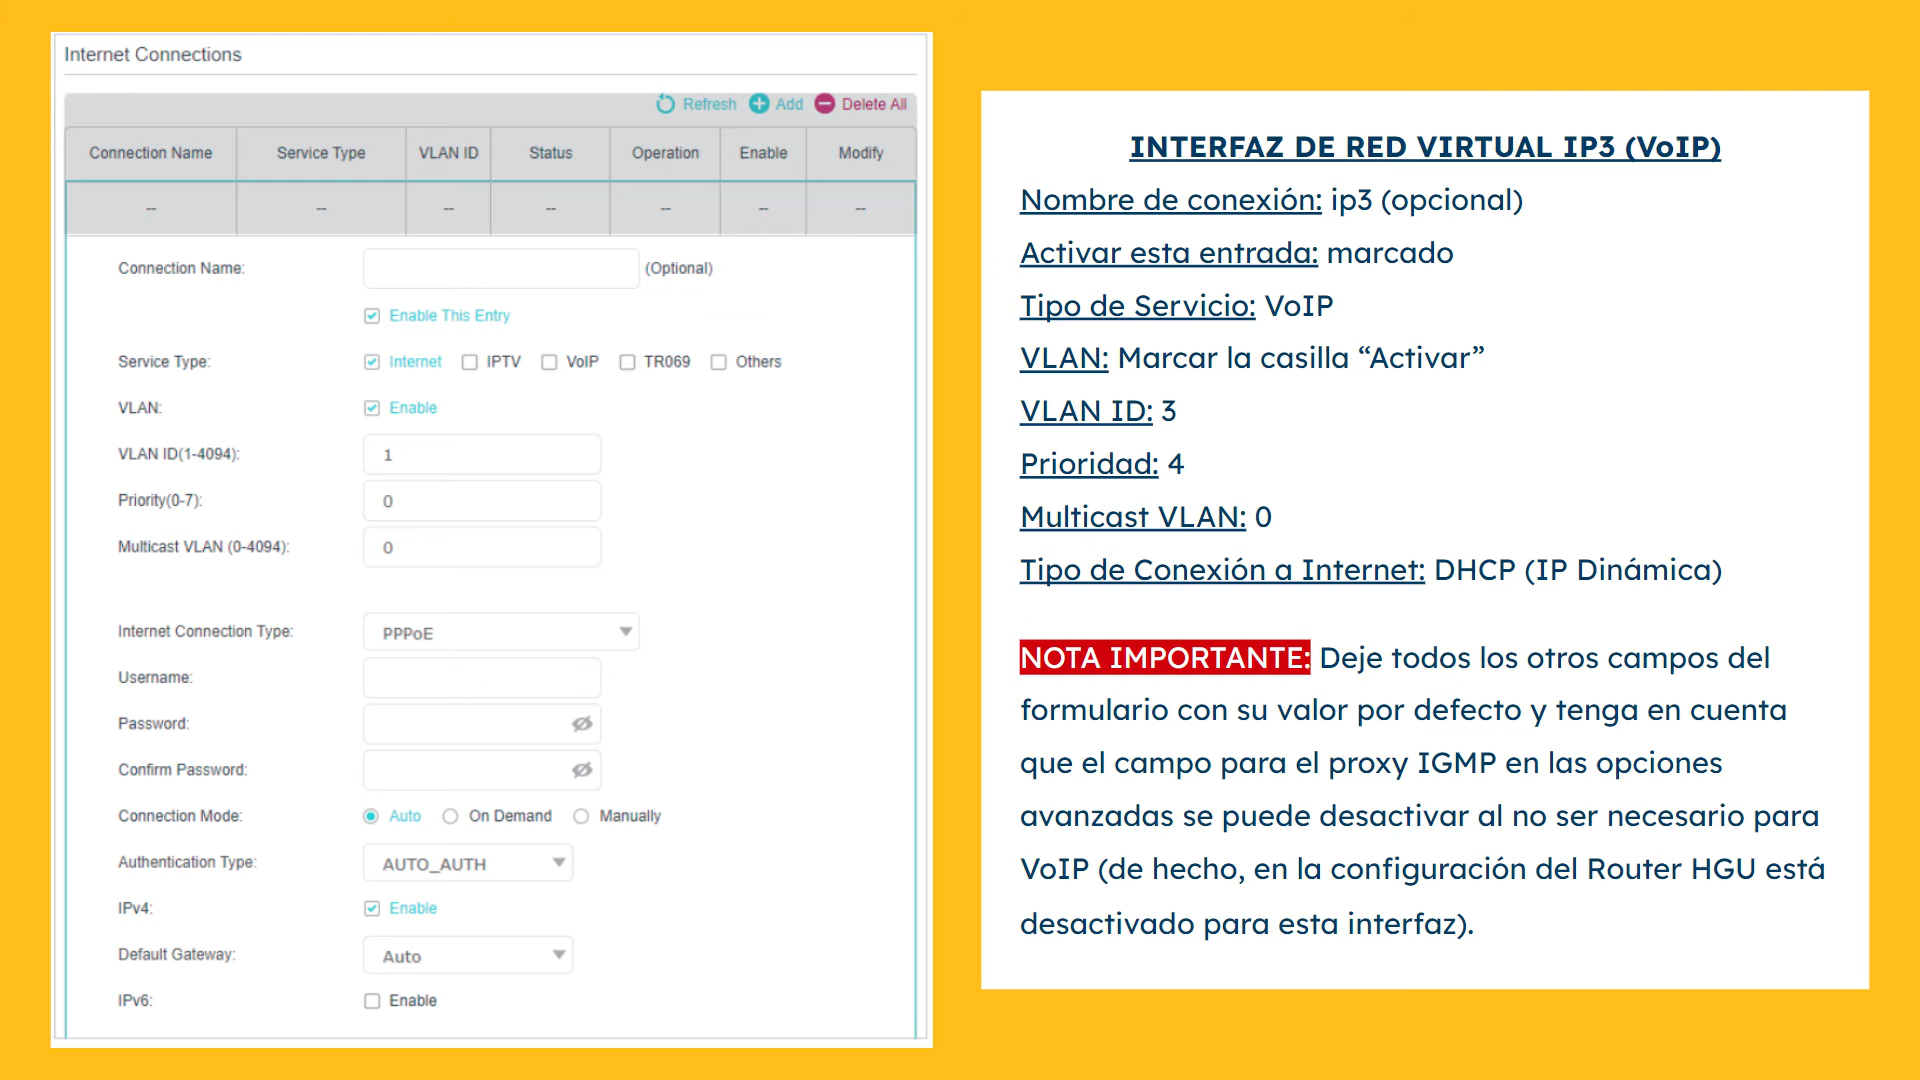 Internet Connections
Refresh Add Delete All
Connection Name Service Type VLAN ID Status Operation Enable Modify
-- -- -- -- -- -- --
Connection Name: (Optional)
Enable This Entry
Service Type: Internet IPTV VoIP TR069 Others
VLAN: Enable
VLAN ID(1-4094): 1
Priority(0-7): 0
Multicast VLAN (0-4094): 0
Internet Connection Type: PPPoE
Username:
Password:
Confirm Password:
Connection Mode: Auto On Demand Manually
Authentication Type: AUTO_AUTH
IPv4: Enable
Default Gateway: Auto
IPv6: Enable
INTERFAZ DE RED VIRTUAL IP3 (VoIP)
Nombre de conexión: ip3 (opcional)
Activar esta entrada: marcado
Tipo de Servicio: VoIP
VLAN: Marcar la casilla “Activar”
VLAN ID: 3
Prioridad: 4
Multicast VLAN: 0
Tipo de Conexión a Internet: DHCP (IP Dinámica)
NOTA IMPORTANTE: Deje todos los otros campos del
formulario con su valor por defecto y tenga en cuenta
que el campo para el proxy IGMP en las opciones
avanzadas se puede desactivar al no ser necesario para
VoIP (de hecho, en la configuración del Router HGU está
desactivado para esta interfaz).